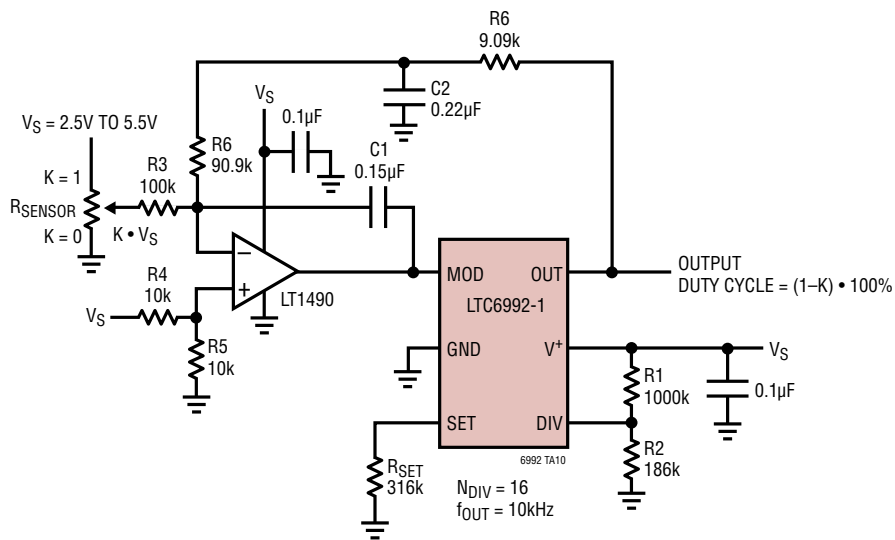 R6
9.09k
C2
0.22µF
VS
0.1µF
VS = 2.5V TO 5.5V
R6
90.9k
C1
0.15µF
K = 1
R3
100k
RSENSOR
K = 0
K • VS
R4
10k
VS
R5
10k
–
+
LT1490
MOD
OUT
LTC6992-1
GND
V+
SET
DIV
OUTPUT
DUTY CYCLE = (1–K) • 100%
VS
R1
1000k
0.1µF
R2
186k
6992 TA10
RSET
316k
NDIV = 16
fOUT = 10kHz